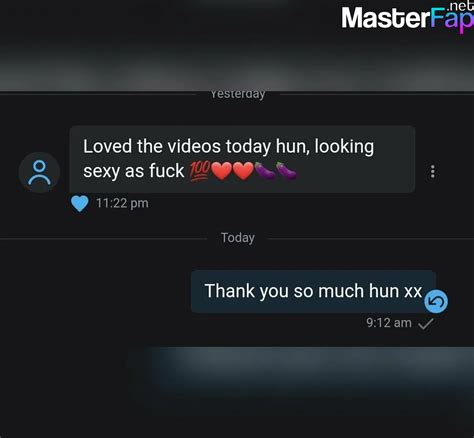 .net
MasterFap
Yesterday
Loved the videos today hun, looking
sexy as fuck 💯❤️❤️🍆🍆
11:22 pm
Today
Thank you so much hun xx
9:12 am